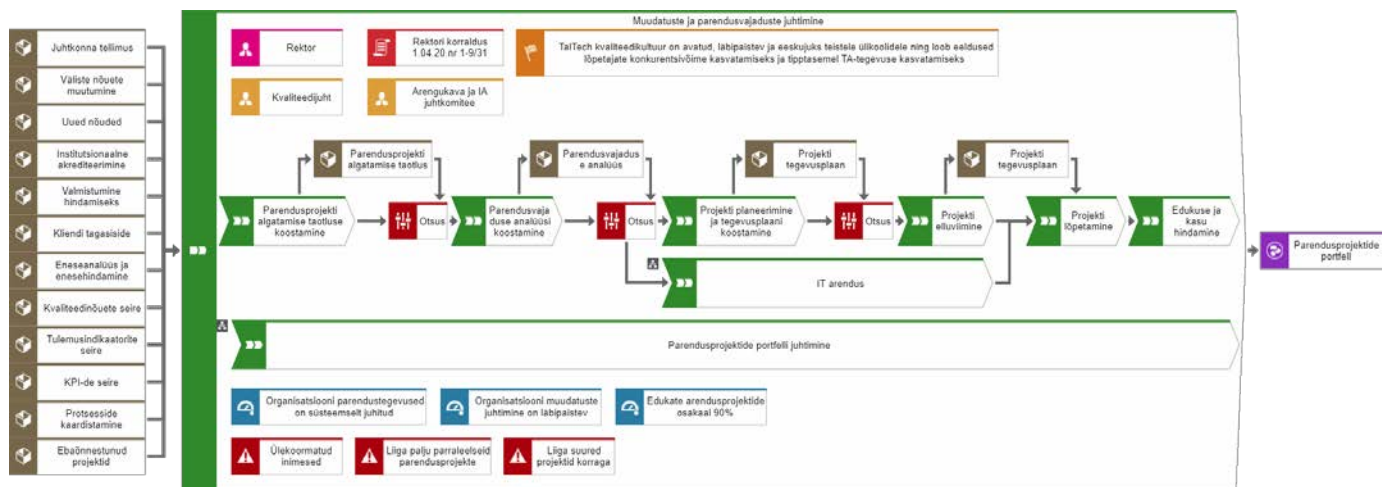 Muudatuste ja parendusvajaduste juhtimine
Juhtkonna tellimus
Väliste nõuete
muutumine
Uued nõuded
Institutsionaalne
akrediteerimine
Valmistumine
hindamiseks
Kliendi tagasiside
Eneseanalüüs ja
enesehindamine
Kvaliteedinõuete seire
Tulemusindikaatorite
seire
KPI-de seire
Protsesside
kaardistamine
Ebaõnnestunud
projektid
Rektor
Rektori korraldus
1.04.20 nr 1-9/31
TalTech kvaliteedikultuur on avatud, läbipaistev ja eeskujuks teistele ülikoolidele ning loob eeldused
lõpetajate konkurentsivõime kasvatamiseks ja tipptasemel TA-tegevuse kasvatamiseks
Kvaliteedijuht
Arengukava ja IA
juhtkomitee
Parendusprojekti
algatamise taotlus
Parendusvajadus
e analüüs
Projekti
tegevusplaan
Projekti
tegevusplaan
Parendusprojekti
algatamise taotluse
koostamine
Otsus
Parendusvaja
duse analüüsi
koostamine
Otsus
Projekti planeerimine
ja tegevusplaani
koostamine
Otsus
Projekti
elluviimine
Projekti
lõpetamine
Edukuse ja
kasu
hindamine
IT arendus
Parendusprojektide
portfell
Parendusprojektide portfelli juhtimine
Organisatsiooni parendustegevused
on süsteemselt juhitud
Organisatsiooni muudatuste
juhtimine on läbipaistev
Edukate arendusprojektide
osakaal 90%
Ülekoormatud
inimesed
Liiga palju parraleelseid
parendusprojekte
Liiga suured
projektid korraga